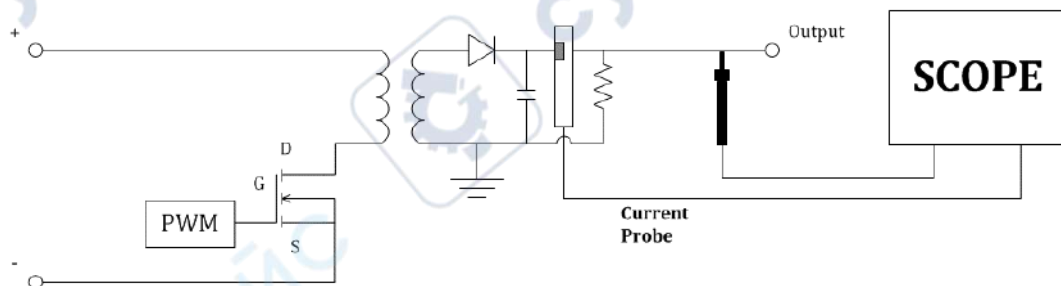 +
Output
SCOPE
D
G
PWM
S
Current
Probe
-